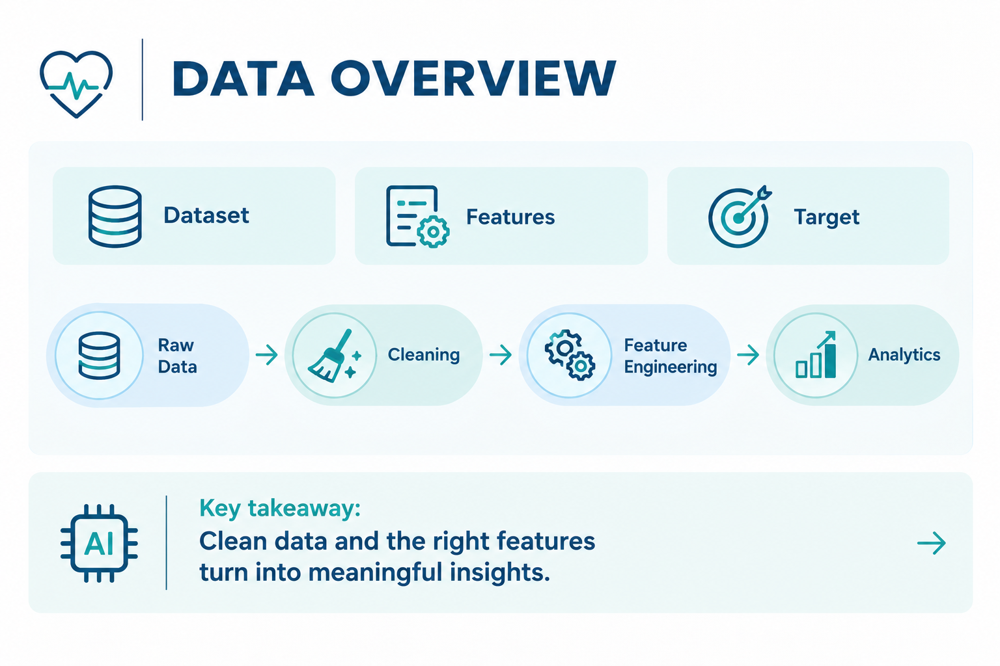 DATA OVERVIEW
Dataset
Features
Target
Raw
Data
Cleaning
Feature
Engineering
Analytics
AI
Key takeaway:
Clean data and the right features
turn into meaningful insights.